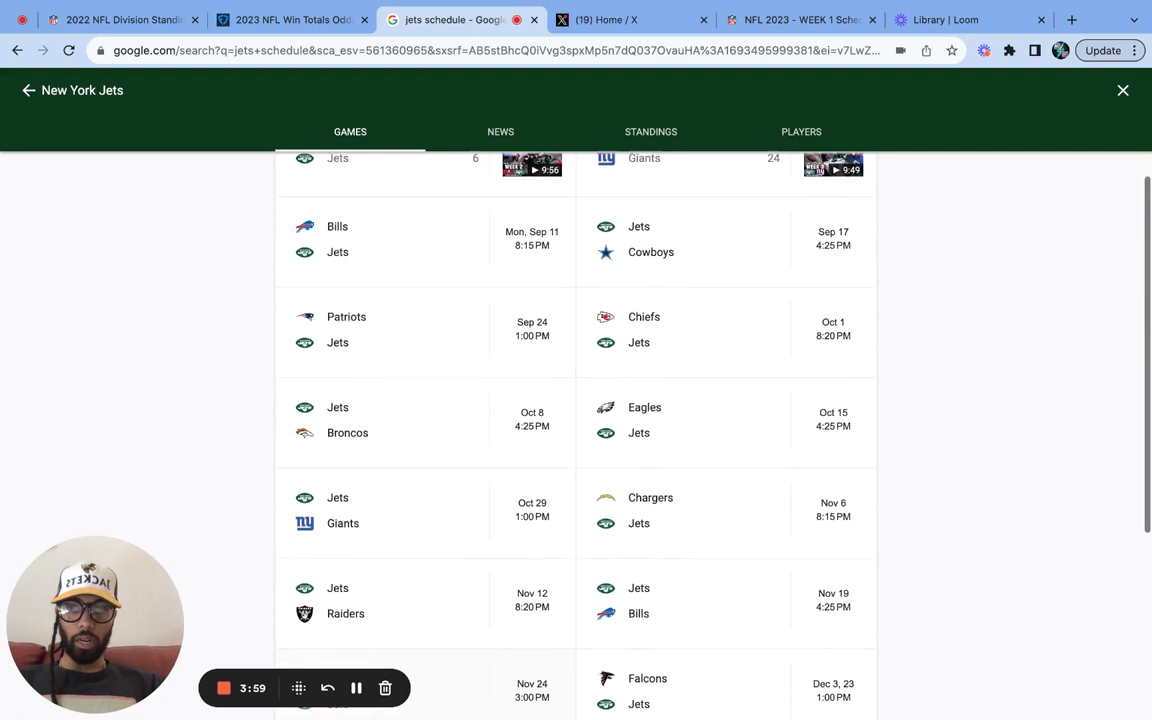 2022 NFL Division Standi
2023 NFL Win Totals Odd
jets schedule - Google
(19) Home / X
NFL 2023 - WEEK 1 Sche
Library | Loom
google.com/search?q=jets+schedule&sca_esv=561360965&sxsrf=AB5stBhcQ0iVvg3spxMp5n7dQ037OvauHA%3A1693495999381&ei=v7LwZ...
Update
New York Jets
GAMES
NEWS
STANDINGS
PLAYERS
Jets 6
9:56
Giants 24
9:49
Bills
Jets
Mon, Sep 11
8:15 PM
Jets
Cowboys
Sep 17
4:25 PM
Patriots
Jets
Sep 24
1:00 PM
Chiefs
Jets
Oct 1
8:20 PM
Jets
Broncos
Oct 8
4:25 PM
Eagles
Jets
Oct 15
4:25 PM
Jets
Giants
Oct 29
1:00 PM
Chargers
Jets
Nov 6
8:15 PM
Jets
Raiders
Nov 12
8:20 PM
Jets
Bills
Nov 19
4:25 PM
Nov 24
3:00 PM
Falcons
Jets
Dec 3, 23
1:00 PM
JACKETS
3:59